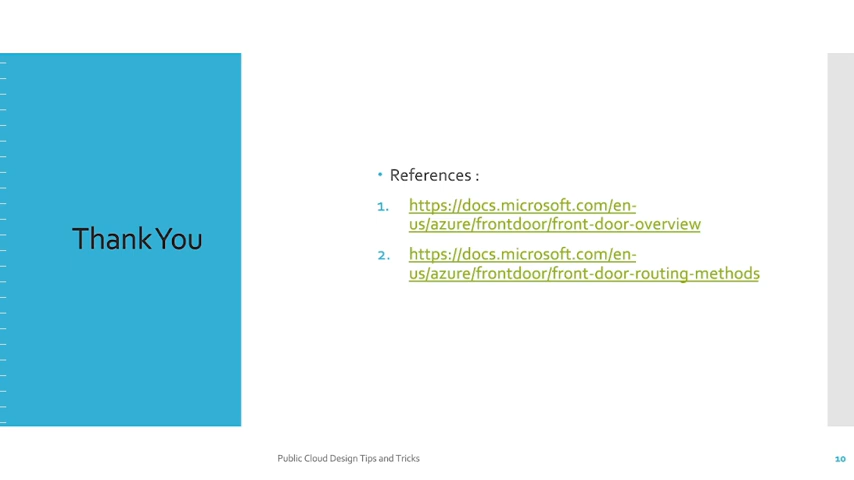 Thank You
• References :
1. https://docs.microsoft.com/en-
us/azure/frontdoor/front-door-overview
2. https://docs.microsoft.com/en-
us/azure/frontdoor/front-door-routing-methods
Public Cloud Design Tips and Tricks
10